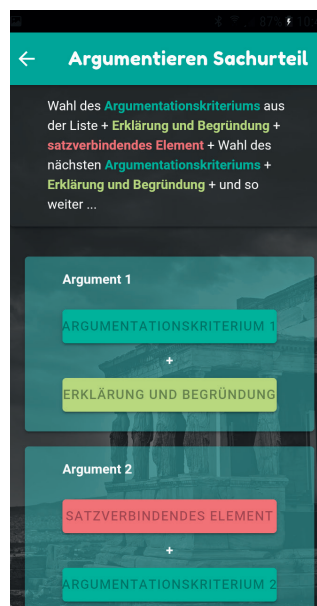 87%
Argumentieren Sachurteil
Wahl des Argumentationskriteriums aus
der Liste + Erklärung und Begründung +
satzverbindendes Element + Wahl des
nächsten Argumentationskriteriums +
Erklärung und Begründung + und so
weiter ...
Argument 1
ARGUMENTATIONSKRITERIUM 1
+
ERKLÄRUNG UND BEGRÜNDUNG
Argument 2
SATZVERBINDENDES ELEMENT
+
ARGUMENTATIONSKRITERIUM 2